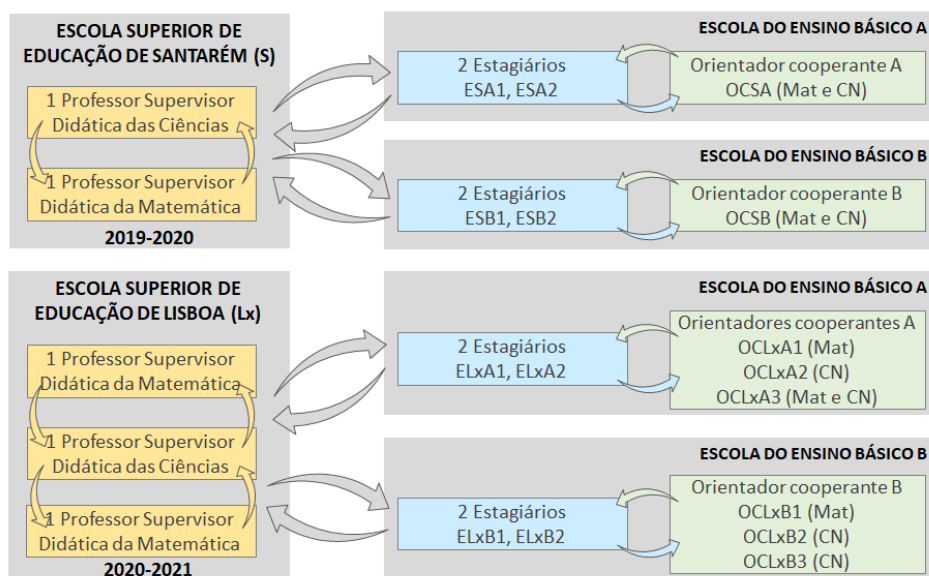 ESCOLA SUPERIOR DE
EDUCAÇÃO DE SANTARÉM (S)
1 Professor Supervisor
Didática das Ciências
1 Professor Supervisor
Didática da Matemática
2019-2020
ESCOLA DO ENSINO BÁSICO A
2 Estagiários
ESA1, ESA2
Orientador cooperante A
OCSA (Mat e CN)
ESCOLA DO ENSINO BÁSICO B
2 Estagiários
ESB1, ESB2
Orientador cooperante B
OCSB (Mat e CN)
ESCOLA SUPERIOR DE
EDUCAÇÃO DE LISBOA (Lx)
1 Professor Supervisor
Didática da Matemática
1 Professor Supervisor
Didática das Ciências
1 Professor Supervisor
Didática da Matemática
2020-2021
ESCOLA DO ENSINO BÁSICO A
2 Estagiários
ELxA1, ELxA2
Orientadores cooperantes A
OCLxA1 (Mat)
OCLxA2 (CN)
OCLxA3 (Mat e CN)
ESCOLA DO ENSINO BÁSICO B
2 Estagiários
ELxB1, ELxB2
Orientador cooperante B
OCLxB1 (Mat)
OCLxB2 (CN)
OCLxB3 (CN)